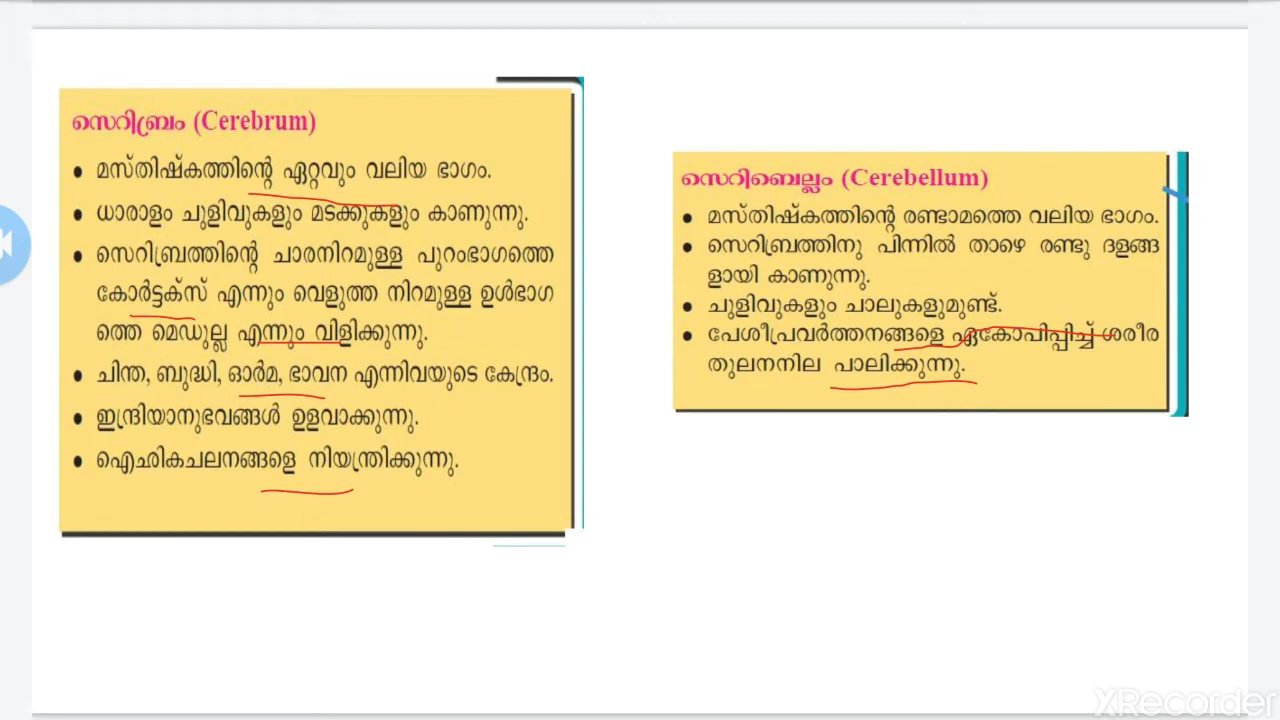 സെറിബ്രം (Cerebrum)
• മസ്തിഷ്കത്തിന്റെ ഏറ്റവും വലിയ ഭാഗം.
• ധാരാളം ചുളിവുകളും മടക്കുകളും കാണുന്നു.
• സെറിബ്രത്തിന്റെ ചാരനിറമുള്ള പുറംഭാഗത്തെ
കോർട്ടക്സ് എന്നും വെളുത്ത നിറമുള്ള ഉൾഭാഗ
ത്തെ മെഡുല്ല എന്നും വിളിക്കുന്നു.
• ചിന്ത, ബുദ്ധി, ഓർമ, ഭാവന എന്നിവയുടെ കേന്ദ്രം.
• ഇന്ദ്രിയാനുഭവങ്ങൾ ഉളവാക്കുന്നു.
• ഐഛികചലനങ്ങളെ നിയന്ത്രിക്കുന്നു.
സെറിബെല്ലം (Cerebellum)
• മസ്തിഷ്കത്തിന്റെ രണ്ടാമത്തെ വലിയ ഭാഗം.
• സെറിബ്രത്തിനു പിന്നിൽ താഴെ രണ്ടു ദളങ്ങ
ളായി കാണുന്നു.
• ചുളിവുകളും ചാലുകളുമുണ്ട്.
• പേശീപ്രവർത്തനങ്ങളെ ഏകോപിപ്പിച്ച് ശരീര
തുലനനില പാലിക്കുന്നു.
XRecorder